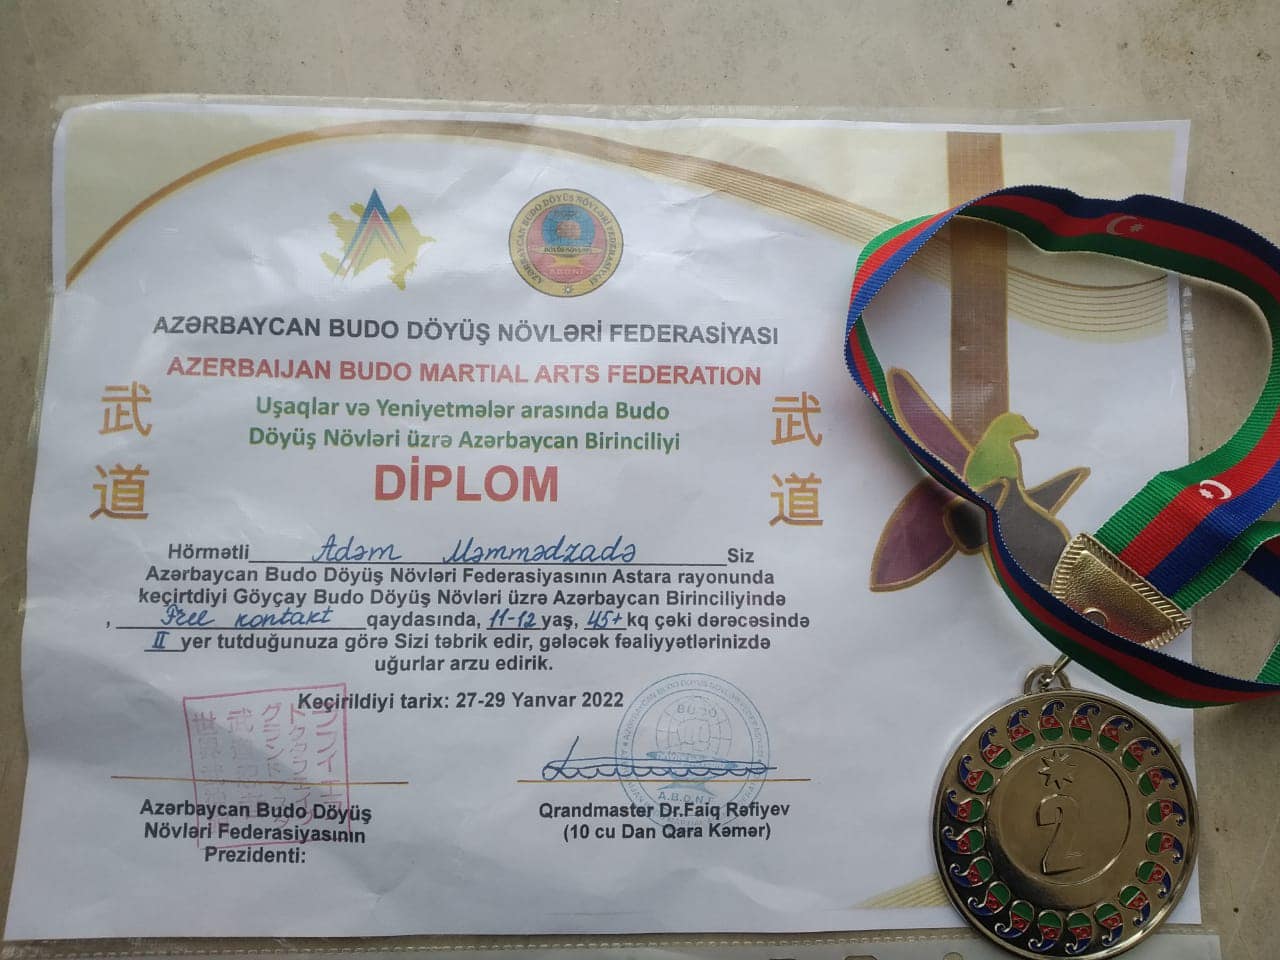 AZƏRBAYCAN BUDO DÖYÜŞ NÖVLƏRİ FEDERASİYASI
AZERBAIJAN BUDO MARTIAL ARTS FEDERATION
武道
武道
Uşaqlar və Yeniyetmələr arasında Budo
Döyüş Növləri üzrə Azərbaycan Birinciliyi
DİPLOM
Hörmətli Adəm Məmmədzadə Siz
Azərbaycan Budo Döyüş Növləri Federasiyasının Astara rayonunda
keçirtdiyi Göyçay Budo Döyüş Növləri üzrə Azərbaycan Birinciliyində
, Free kontakt qaydasında, 11-12 yaş, 45+ kq çəki dərəcəsində
II yer tutduğunuza görə Sizi təbrik edir, gələcək fəaliyyətlərinizdə
uğurlar arzu edirik.
Keçirildiyi tarix: 27-29 Yanvar 2022
BUDO
A.B.D.N.F
Azərbaycan Budo Döyüş
Növləri Federasiyasının
Prezidenti:
Qrandmaster Dr.Faiq Rəfiyev
(10 cu Dan Qara Kəmər)
2